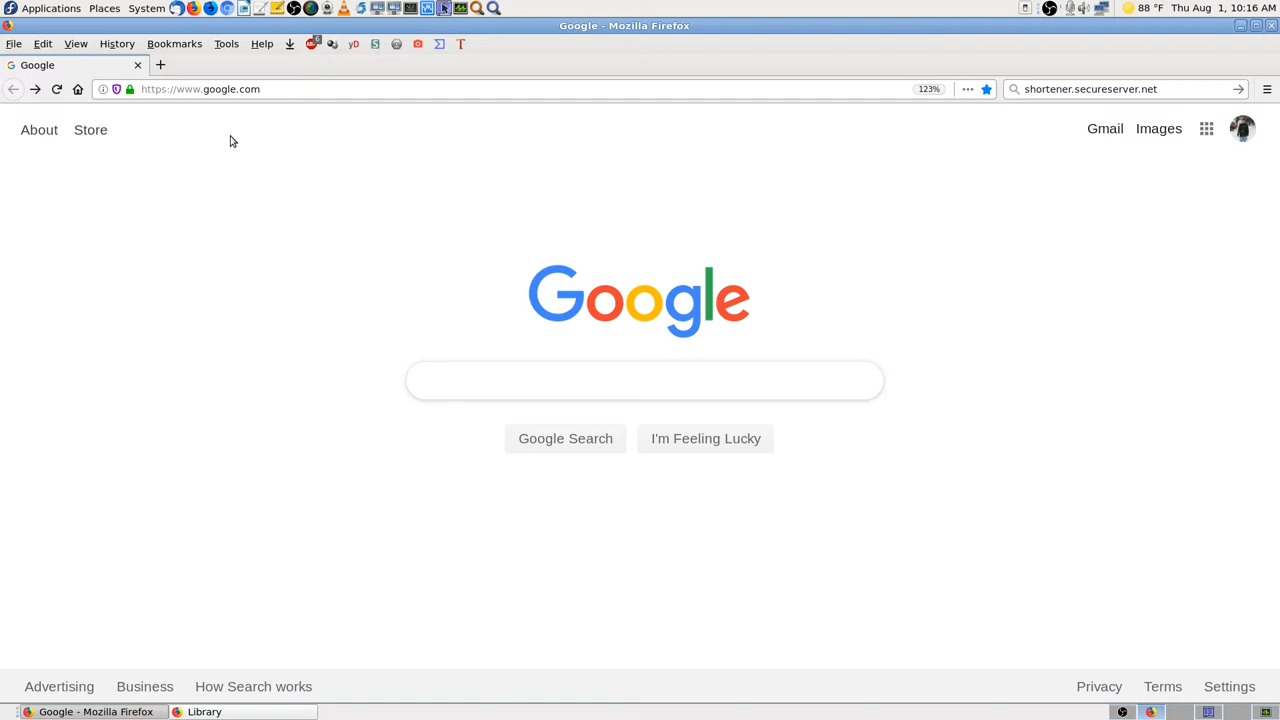 Applications Places System 88 °F Thu Aug 1, 10:16 AM
Google - Mozilla Firefox
File Edit View History Bookmarks Tools Help
Google
https://www.google.com 123% shortener.secureserver.net
About Store Gmail Images
Google
Google Search I'm Feeling Lucky
Advertising Business How Search works Privacy Terms Settings
Google - Mozilla Firefox Library